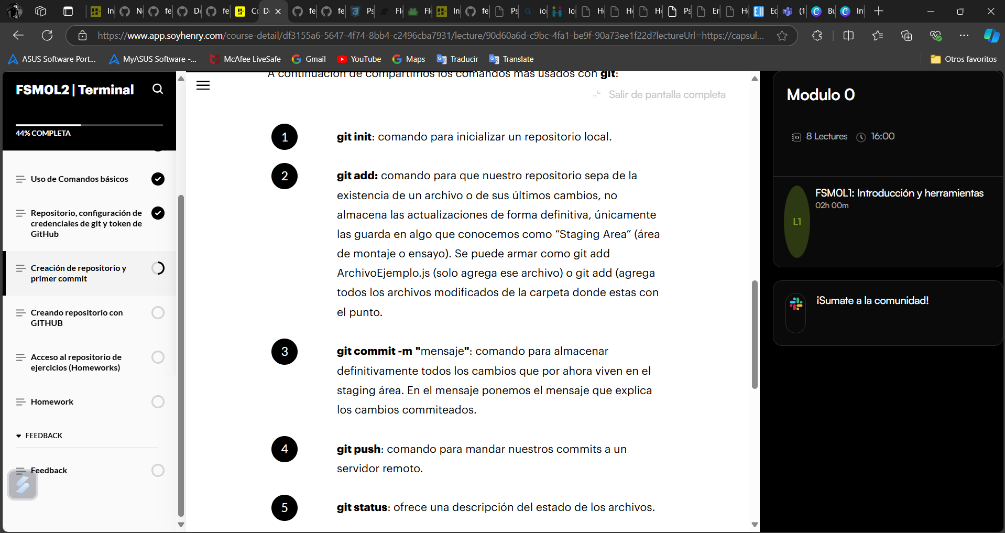 https://www.app.soyhenry.com/course-detail/df3155a6-5647-4f74-8bb4-c2496cba7931/lecture/90d60a6d-c9bc-4fa1-be9f-90a73ee1f22d?lectureUrl=https://capsul...
ASUS Software Port...
MyASUS Software -...
McAfee LiveSafe
Gmail
YouTube
Maps
Traducir
Translate
Otros favoritos
FSMOL2 | Terminal
44% COMPLETA
Uso de Comandos básicos
Repositorio, configuración de
credenciales de git y token de
GitHub
Creación de repositorio y
primer commit
Creando repositorio con
GITHUB
Acceso al repositorio de
ejercicios (Homeworks)
Homework
FEEDBACK
Feedback
A continuación de compartimos los comandos más usados con git:
Salir de pantalla completa
1
git init: comando para inicializar un repositorio local.
2
git add: comando para que nuestro repositorio sepa de la
existencia de un archivo o de sus últimos cambios, no
almacena las actualizaciones de forma definitiva, únicamente
las guarda en algo que conocemos como “Staging Area” (área
de montaje o ensayo). Se puede armar como git add
ArchivoEjemplo.js (solo agrega ese archivo) o git add (agrega
todos los archivos modificados de la carpeta donde estas con
el punto.
3
git commit -m "mensaje": comando para almacenar
definitivamente todos los cambios que por ahora viven en el
staging área. En el mensaje ponemos el mensaje que explica
los cambios commiteados.
4
git push: comando para mandar nuestros commits a un
servidor remoto.
5
git status: ofrece una descripción del estado de los archivos.
Modulo 0
8 Lectures
16:00
L1
FSMOL1: Introducción y herramientas
02h 00m
¡Sumate a la comunidad!